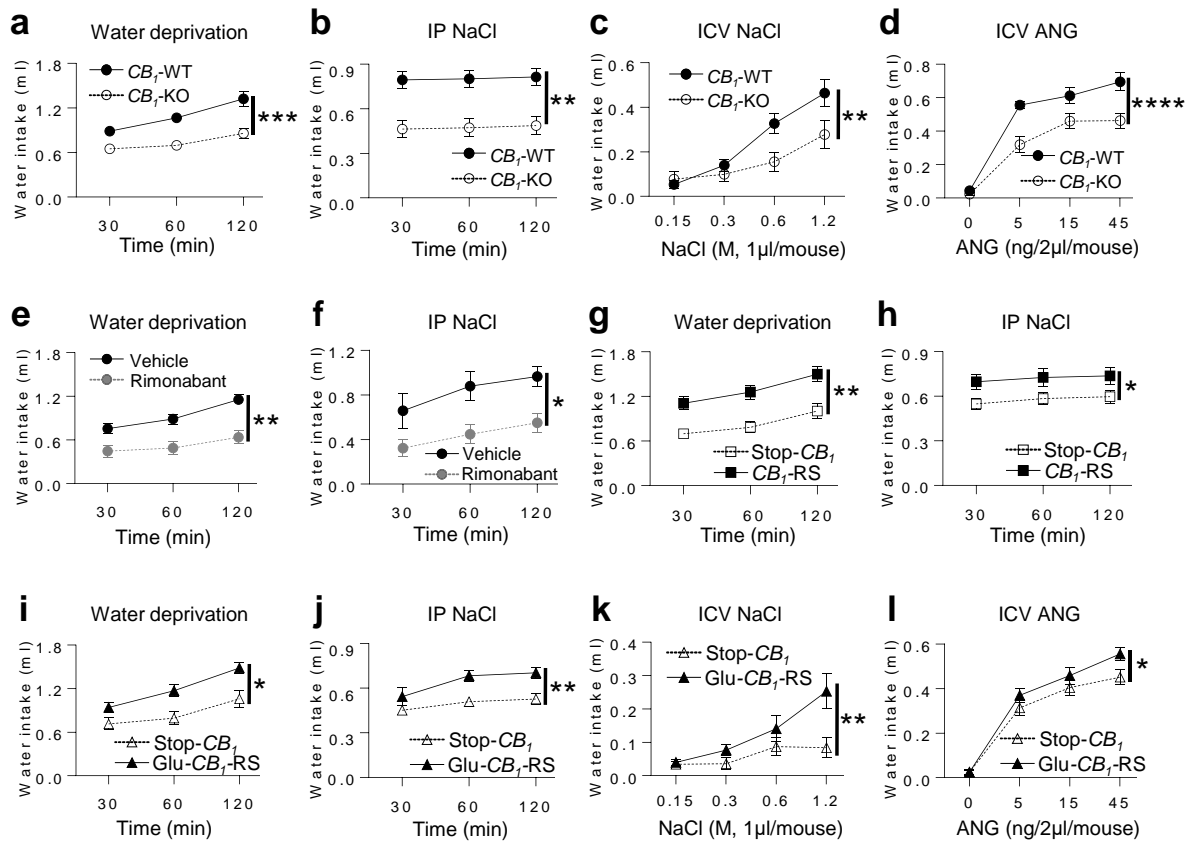 a
Water deprivation
Water intake (ml)
1.8
1.2
0.6
0.0
CB1-WT
CB1-KO
***
30 60 120
Time (min)
b
IP NaCl
Water intake (ml)
0.9
0.6
0.3
0.0
**
CB1-WT
CB1-KO
30 60 120
Time (min)
c
ICV NaCl
Water intake (ml)
0.6
0.4
0.2
0.0
CB1-WT
CB1-KO
**
0.15 0.3 0.6 1.2
NaCl (M, 1µl/mouse)
d
ICV ANG
Water intake (ml)
0.8
0.6
0.4
0.2
0.0
****
CB1-WT
CB1-KO
0 5 15 45
ANG (ng/2µl/mouse)
e
Water deprivation
Water intake (ml)
1.8
1.2
0.6
0.0
Vehicle
Rimonabant
**
30 60 120
Time (min)
f
IP NaCl
Water intake (ml)
1.2
0.8
0.4
0.0
*
Vehicle
Rimonabant
30 60 120
Time (min)
g
Water deprivation
Water intake (ml)
1.8
1.2
0.6
0.0
**
Stop-CB1
CB1-RS
30 60 120
Time (min)
h
IP NaCl
Water intake (ml)
0.9
0.6
0.3
0.0
*
Stop-CB1
CB1-RS
30 60 120
Time (min)
i
Water deprivation
Water intake (ml)
1.8
1.2
0.6
0.0
*
Stop-CB1
Glu-CB1-RS
30 60 120
Time (min)
j
IP NaCl
Water intake (ml)
0.9
0.6
0.3
0.0
**
Stop-CB1
Glu-CB1-RS
30 60 120
Time (min)
k
ICV NaCl
Water intake (ml)
0.4
0.3
0.2
0.1
0.0
Stop-CB1
Glu-CB1-RS
**
0.15 0.3 0.6 1.2
NaCl (M, 1µl/mouse)
l
ICV ANG
Water intake (ml)
0.6
0.4
0.2
0.0
*
Stop-CB1
Glu-CB1-RS
0 5 15 45
ANG (ng/2µl/mouse)